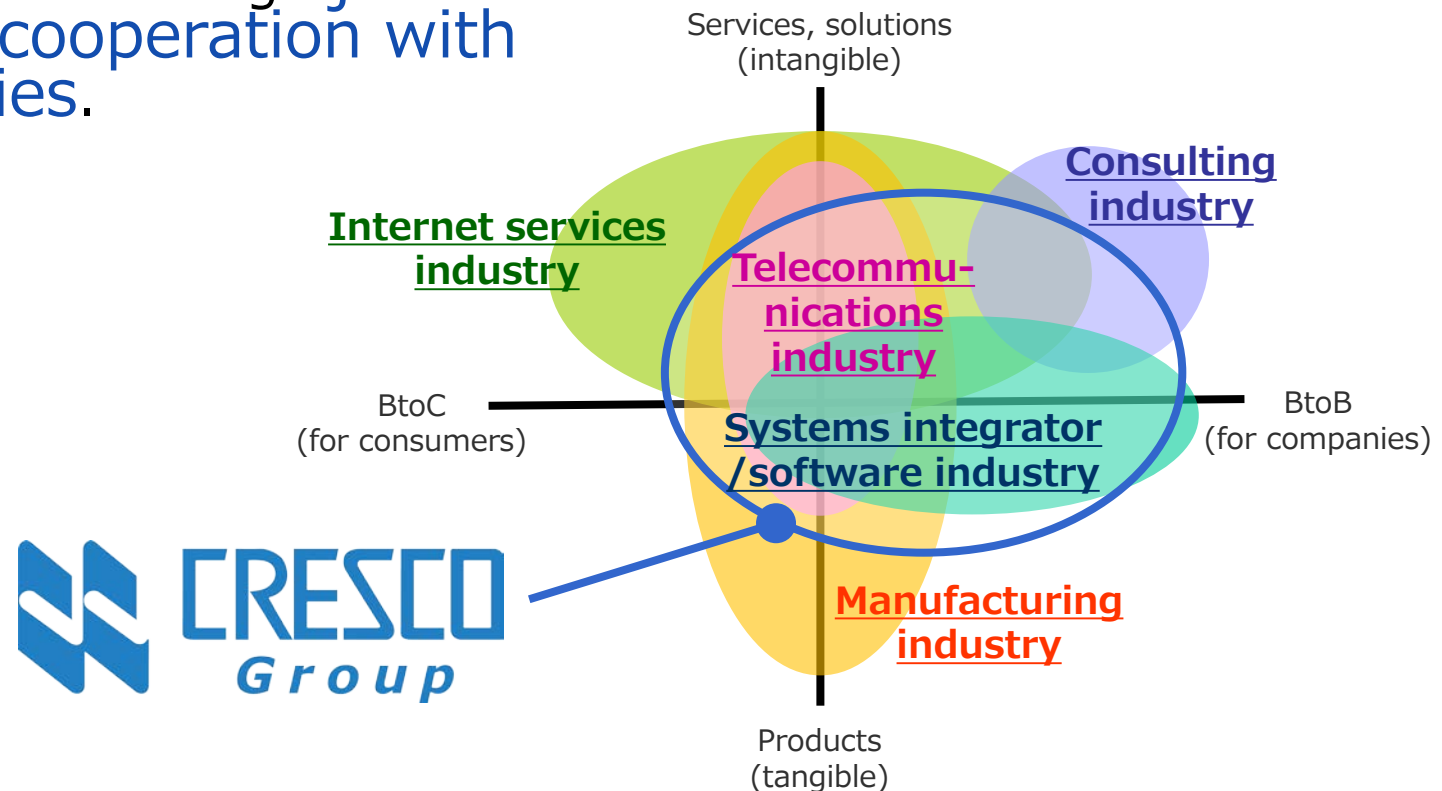 cooperation with
ies.
Services, solutions
(intangible)
Consulting
industry
Internet services
industry
Telecommu-
nications
industry
BtoC
(for consumers)
BtoB
(for companies)
Systems integrator
/software industry
CRESCO
Group
Manufacturing
industry
Products
(tangible)